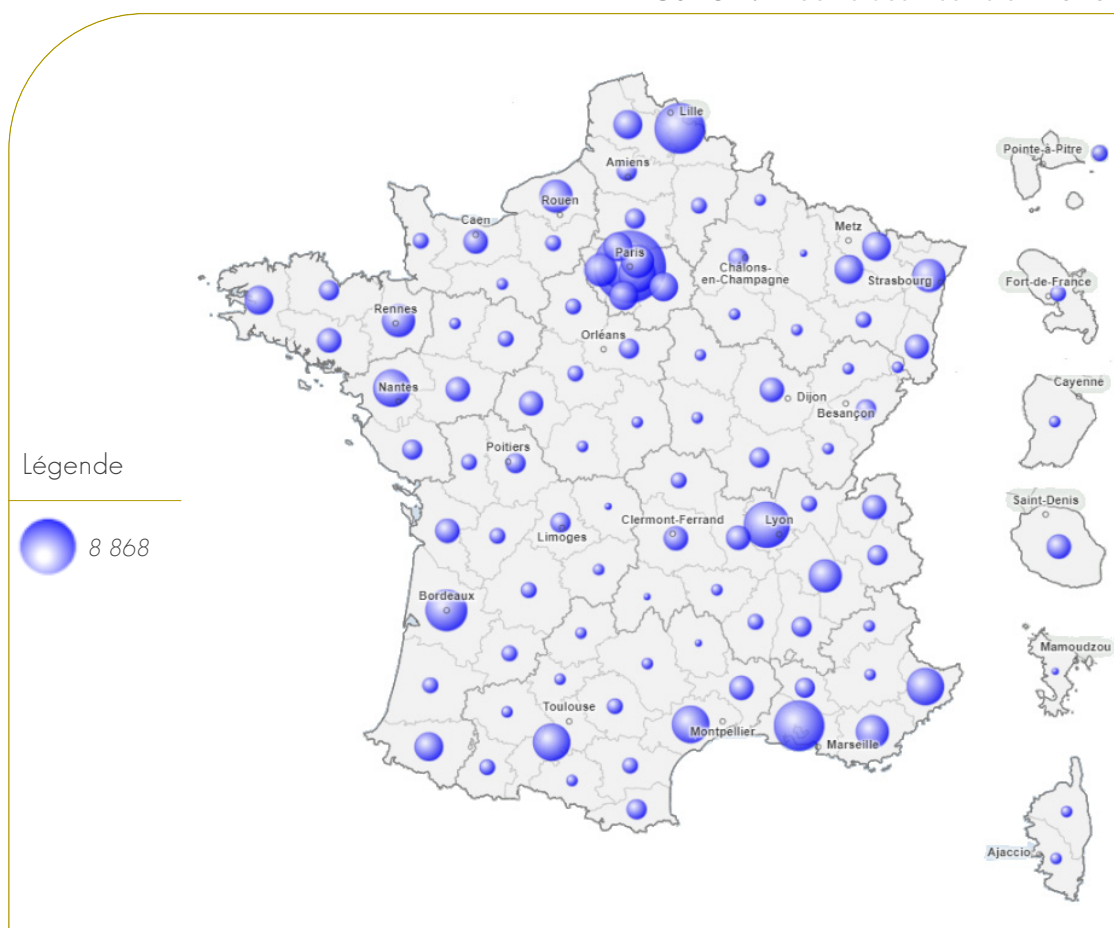 Lille
Pointe-à-Pitre
Amiens
Rouen
Caen
Metz
Paris
Châlons-
en-Champagne
Strasbourg
Fort-de-France
Rennes
Orléans
Nantes
Dijon
Besançon
Cayenne
Poitiers
Légende
Saint-Denis
Clermont-Ferrand
Lyon
Limoges
8 868
Bordeaux
Mamoudzou
Toulouse
Montpellier
Marseille
Ajaccio